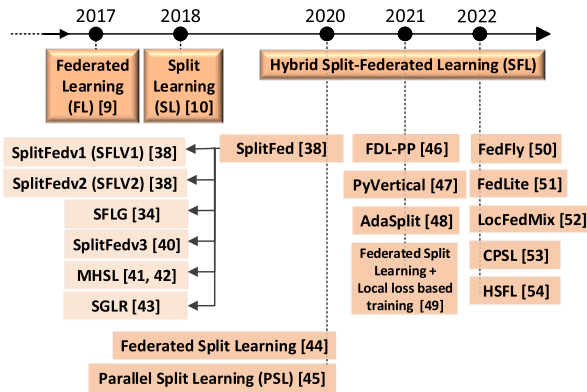 2017
2018
2020
2021
2022
Federated
Learning
(FL) [9]
Split
Learning
(SL) [10]
Hybrid Split-Federated Learning (SFL)
SplitFedv1 (SFLV1) [38]
SplitFedv2 (SFLV2) [38]
SFLG [34]
SplitFedv3 [40]
MHSL [41, 42]
SGLR [43]
SplitFed [38]
Federated Split Learning [44]
Parallel Split Learning (PSL) [45]
FDL-PP [46]
PyVertical [47]
AdaSplit [48]
Federated Split
Learning +
Local loss based
training [49]
FedFly [50]
FedLite [51]
LocFedMix [52]
CPSL [53]
HSFL [54]